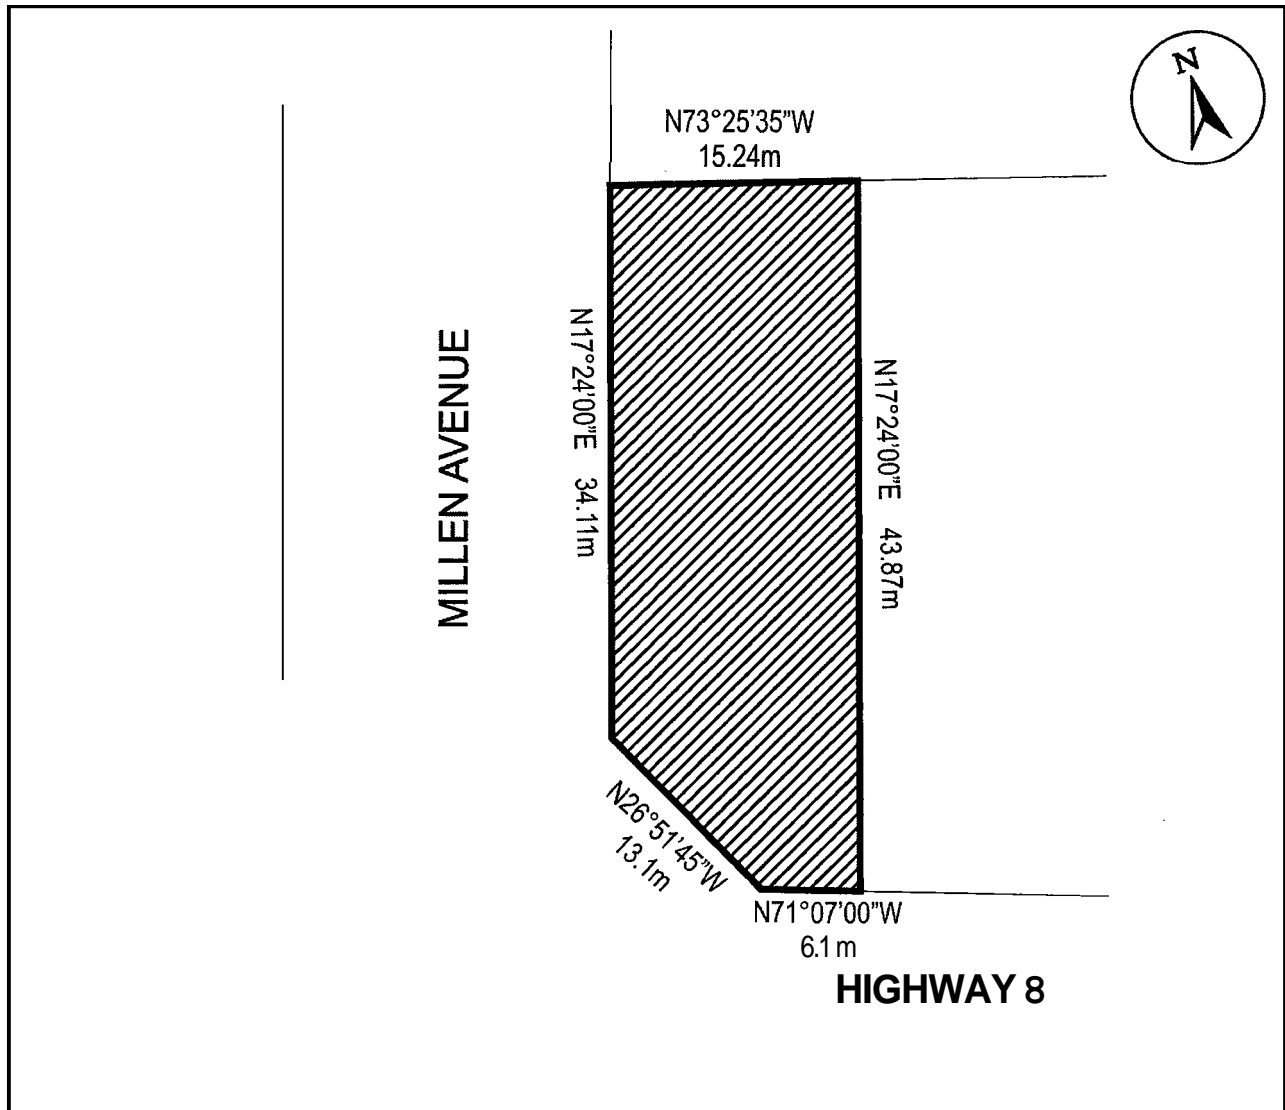 N
N73°25'35"W
15.24m
MILLEN AVENUE
N17°24'00"E 34.11m
N17°24'00"E 43.87m
N26°51'45"W
13.1m
N71°07'00"W
6.1 m
HIGHWAY 8